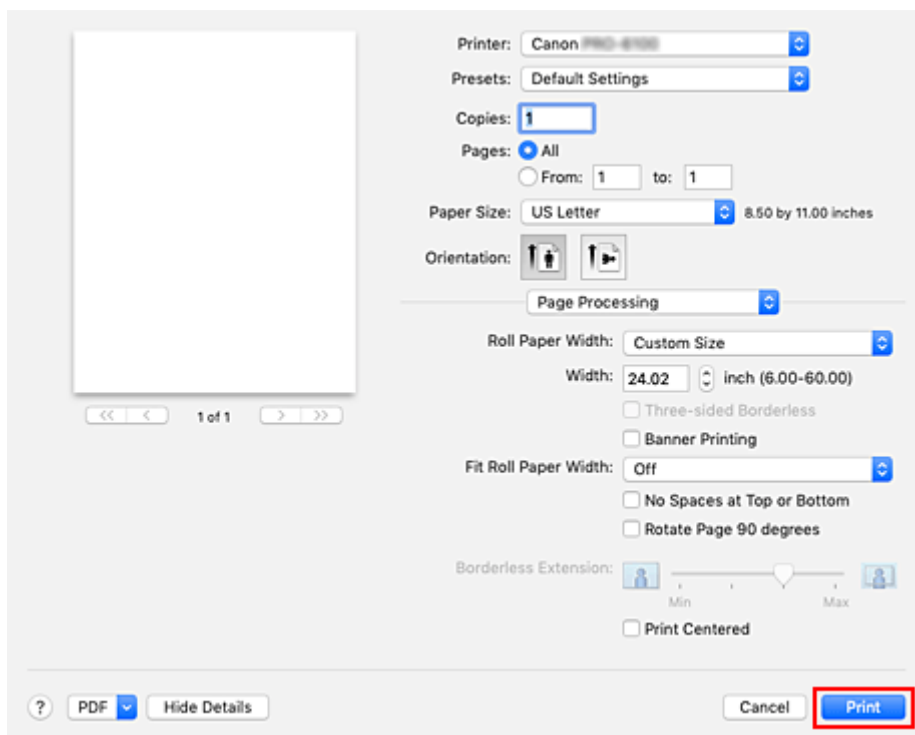 Printer: Canon
Presets: Default Settings
Copies: 1
Pages: All
From: 1 to: 1
Paper Size: US Letter 8.50 by 11.00 inches
Orientation:
Page Processing
Roll Paper Width: Custom Size
Width: 24.02 inch (6.00-60.00)
Three-sided Borderless
1 of 1
Banner Printing
Fit Roll Paper Width: Off
No Spaces at Top or Bottom
Rotate Page 90 degrees
Borderless Extension:
Min Max
Print Centered
? PDF Hide Details Cancel Print